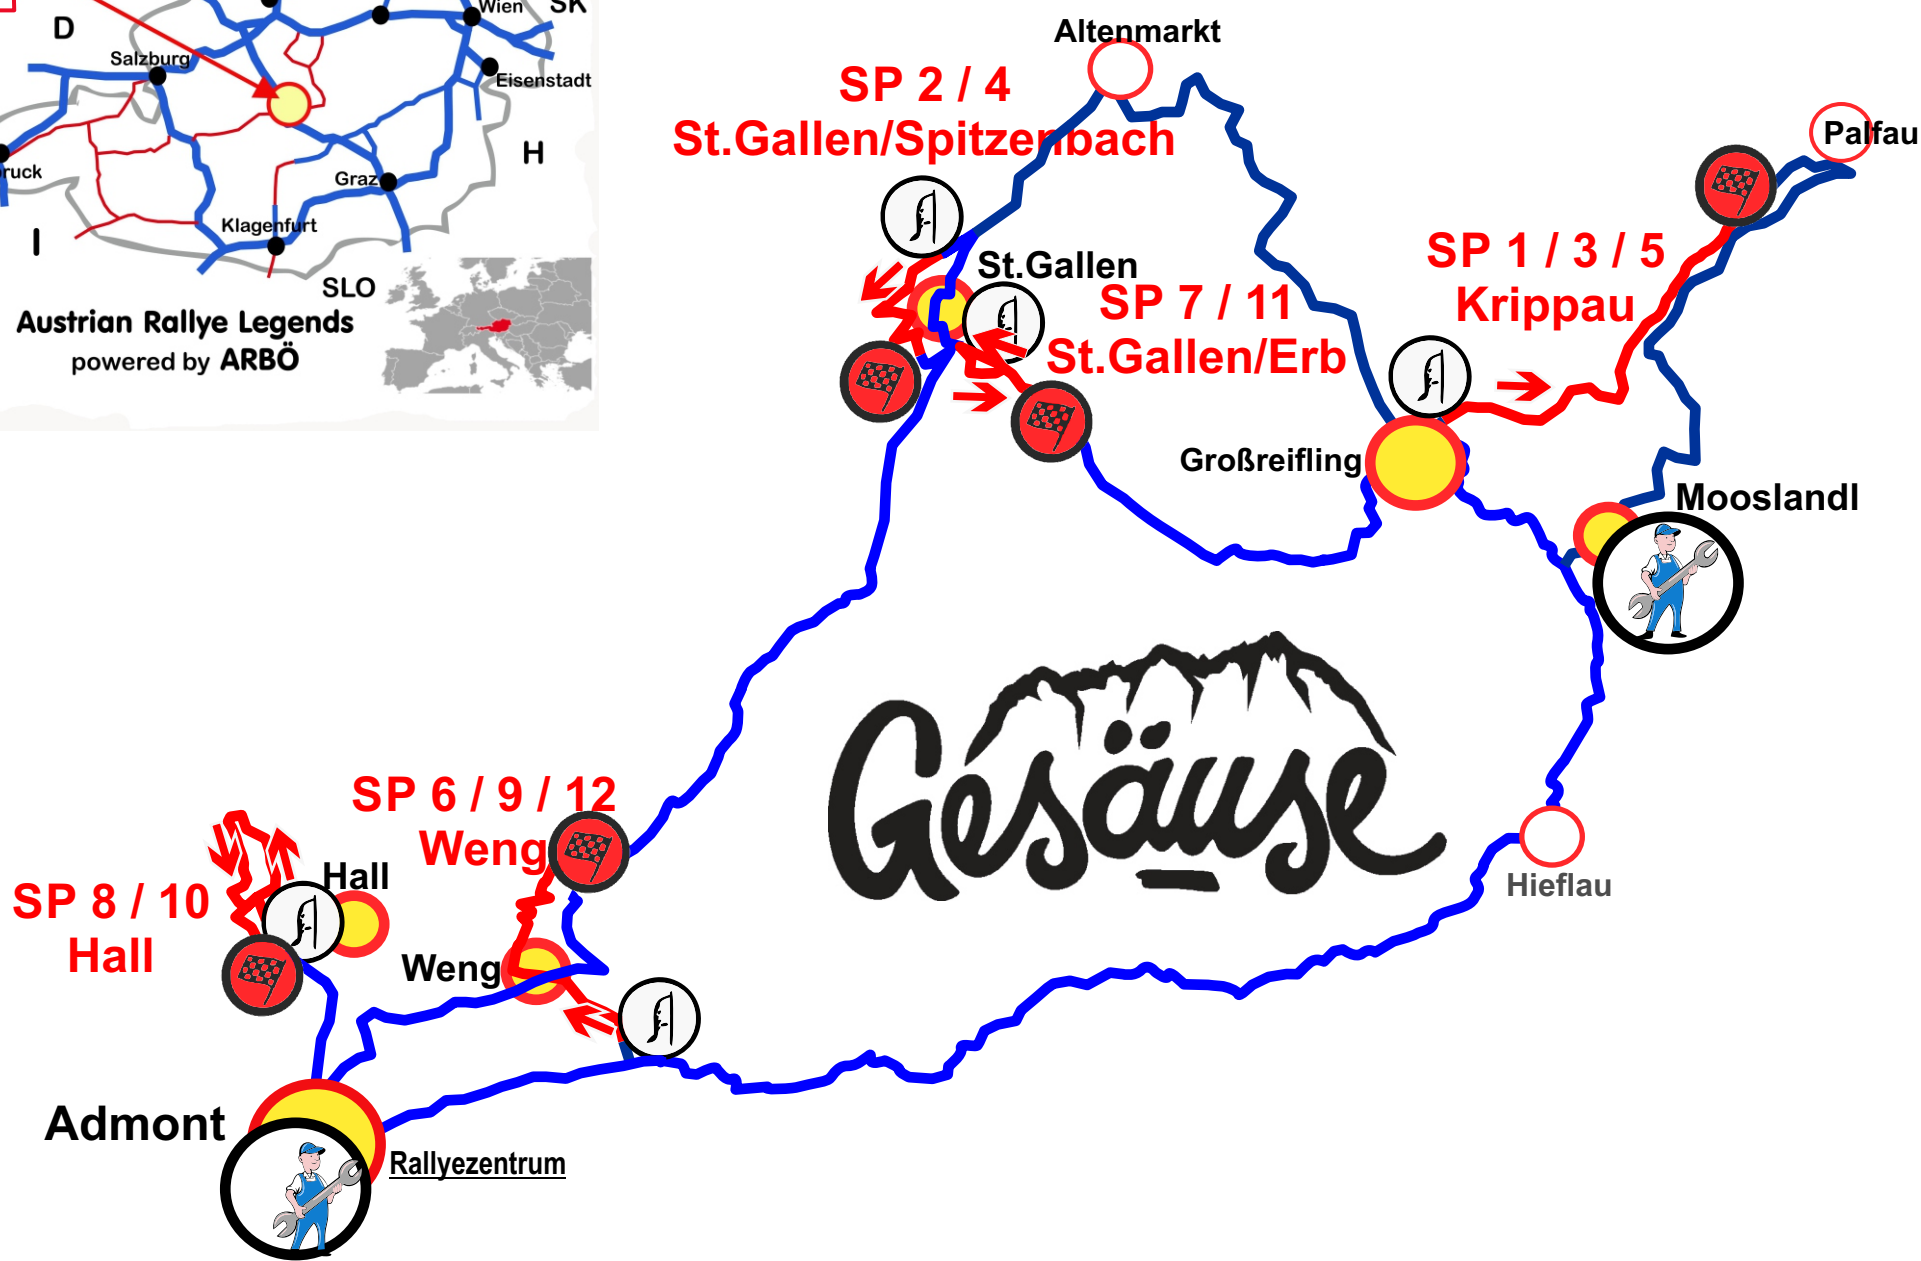 D
Wien
SK
Salzburg
Eisenstadt
H
ruck
Graz
Klagenfurt
I
SLO
Austrian Rallye Legends
powered by ARBÖ
Altenmarkt
SP 2 / 4
St.Gallen/Spitzenbach
Palfau
St.Gallen
SP 7 / 11
St.Gallen/Erb
SP 1 / 3 / 5
Krippau
Großreifling
Mooslandl
Gesäuse
SP 6 / 9 / 12
Weng
Hall
SP 8 / 10
Hall
Weng
Hieflau
Admont
Rallyezentrum